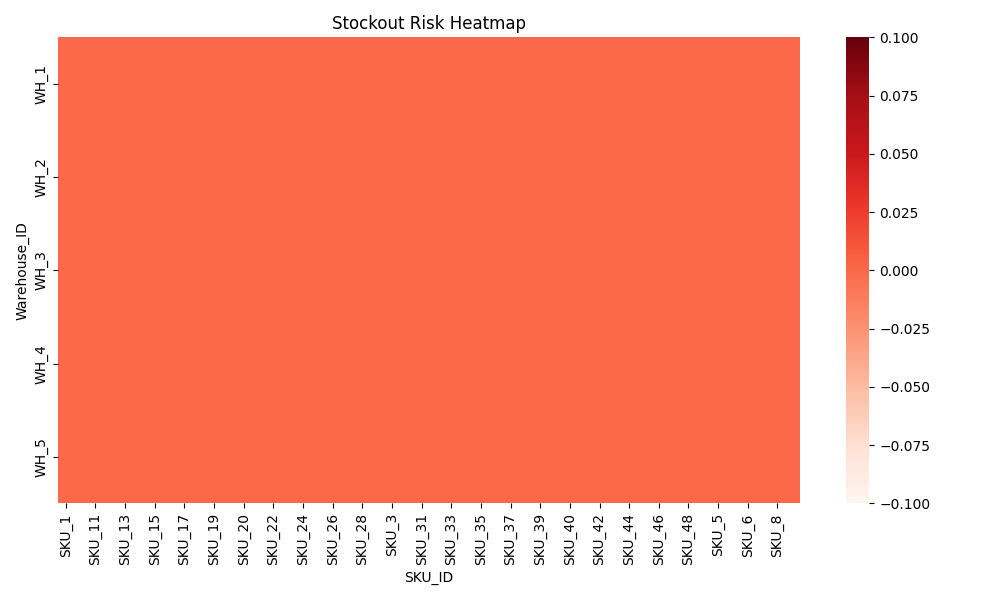 Stockout Risk Heatmap
Warehouse_ID
WH_1
WH_2
WH_3
WH_4
WH_5
SKU_1 SKU_11 SKU_13 SKU_15 SKU_17 SKU_19 SKU_20 SKU_22 SKU_24 SKU_26 SKU_28 SKU_3 SKU_31 SKU_33 SKU_35 SKU_37 SKU_39 SKU_40 SKU_42 SKU_44 SKU_46 SKU_48 SKU_5 SKU_6 SKU_8
SKU_ID
0.100
0.075
0.050
0.025
0.000
−0.025
−0.050
−0.075
−0.100